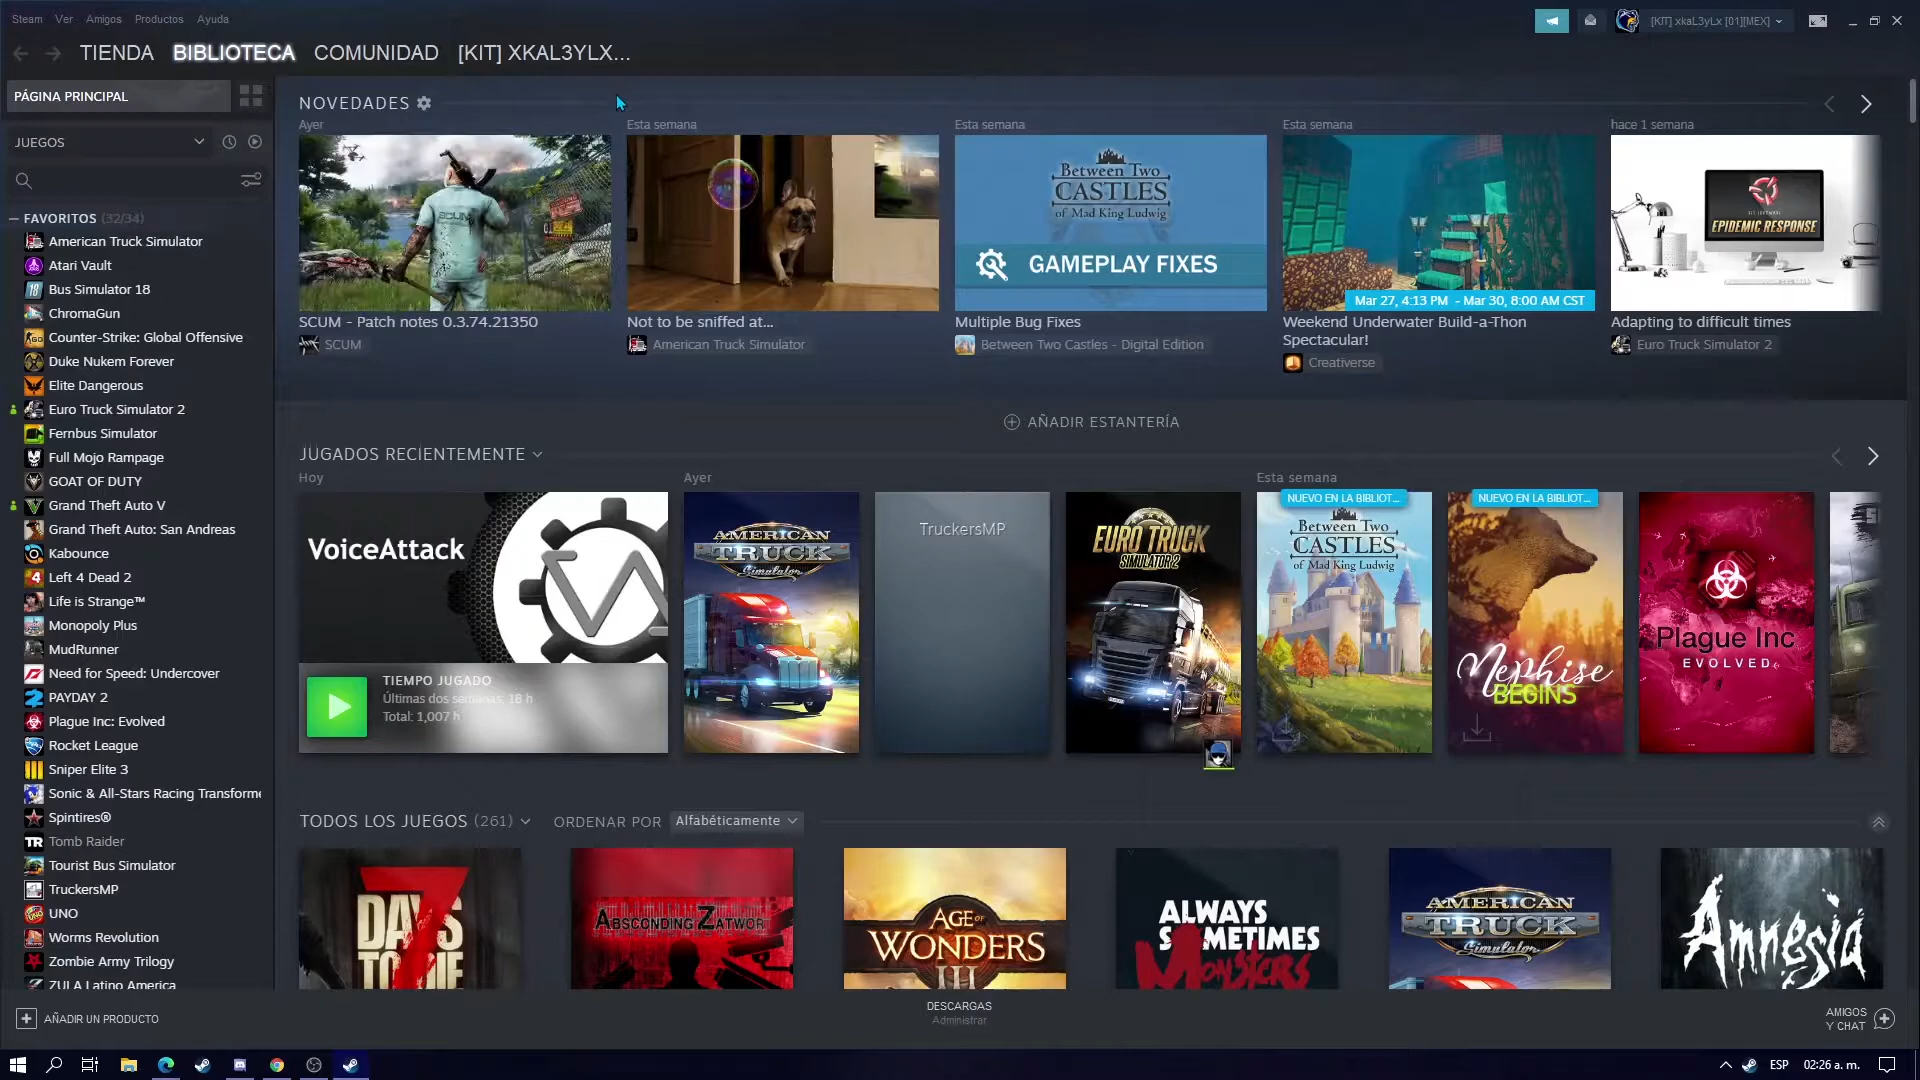 Steam Ver Amigos Productos Ayuda
[KIT] xkaL3yLx [01][MEX]
TIENDA BIBLIOTECA COMUNIDAD [KIT] XKAL3YLX...
PÁGINA PRINCIPAL
JUEGOS
FAVORITOS (32/34)
American Truck Simulator
Atari Vault
Bus Simulator 18
ChromaGun
Counter-Strike: Global Offensive
Duke Nukem Forever
Elite Dangerous
Euro Truck Simulator 2
Fernbus Simulator
Full Mojo Rampage
GOAT OF DUTY
Grand Theft Auto V
Grand Theft Auto: San Andreas
Kabounce
Left 4 Dead 2
Life is Strange™
Monopoly Plus
MudRunner
Need for Speed: Undercover
PAYDAY 2
Plague Inc: Evolved
Rocket League
Sniper Elite 3
Sonic & All-Stars Racing Transforme
Spintires®
Tomb Raider
Tourist Bus Simulator
TruckersMP
UNO
Worms Revolution
Zombie Army Trilogy
ZULA Latino America
AÑADIR UN PRODUCTO
NOVEDADES
Ayer
SCUM
SCUM - Patch notes 0.3.74.21350
SCUM
Esta semana
Not to be sniffed at...
American Truck Simulator
Esta semana
Between Two
CASTLES
of Mad King Ludwig
GAMEPLAY FIXES
Multiple Bug Fixes
Between Two Castles - Digital Edition
Esta semana
Mar 27, 4:13 PM - Mar 30, 8:00 AM CST
Weekend Underwater Build-a-Thon
Spectacular!
Creativerse
hace 1 semana
EPIDEMIC RESPONSE
Adapting to difficult times
Euro Truck Simulator 2
AÑADIR ESTANTERÍA
JUGADOS RECIENTEMENTE
Hoy
VoiceAttack
TIEMPO JUGADO
Últimas dos semanas: 18 h
Total: 1,007 h
Ayer
AMERICAN
TRUCK
Simulator
TruckersMP
EURO TRUCK
SIMULATOR 2
Esta semana
NUEVO EN LA BIBLIOT...
Between Two
CASTLES
of Mad King Ludwig
NUEVO EN LA BIBLIOT...
Nephise
BEGINS
Plague Inc
EVOLVED
TODOS LOS JUEGOS (261) ORDENAR POR Alfabéticamente
7
DAYS
TO DIE
ABSCONDING ZATWOR
AGE OF
WONDERS
III
ALWAYS
SOMETIMES
MONSTERS
AMERICAN
TRUCK
Simulator
Amnesia
DESCARGAS
Administrar
AMIGOS
Y CHAT
ESP 02:26 a. m.